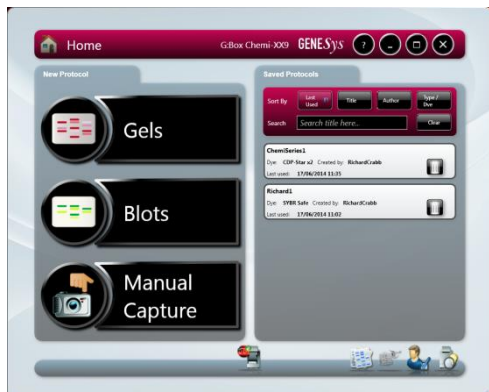 Home
G:Box Chemi-XX9 GENESys ?
New Protocol
Saved Protocols
Sort By Last Used Title Author Type / Dye
Search Search title here.. Clear
Gels
Blots
Manual Capture
ChemiSeries1
Dye: CDP-Star x2 Created by: RichardCrabb
Last used: 17/06/2014 11:35
Richard1
Dye: SYBR Safe Created by: RichardCrabb
Last used: 17/06/2014 11:02